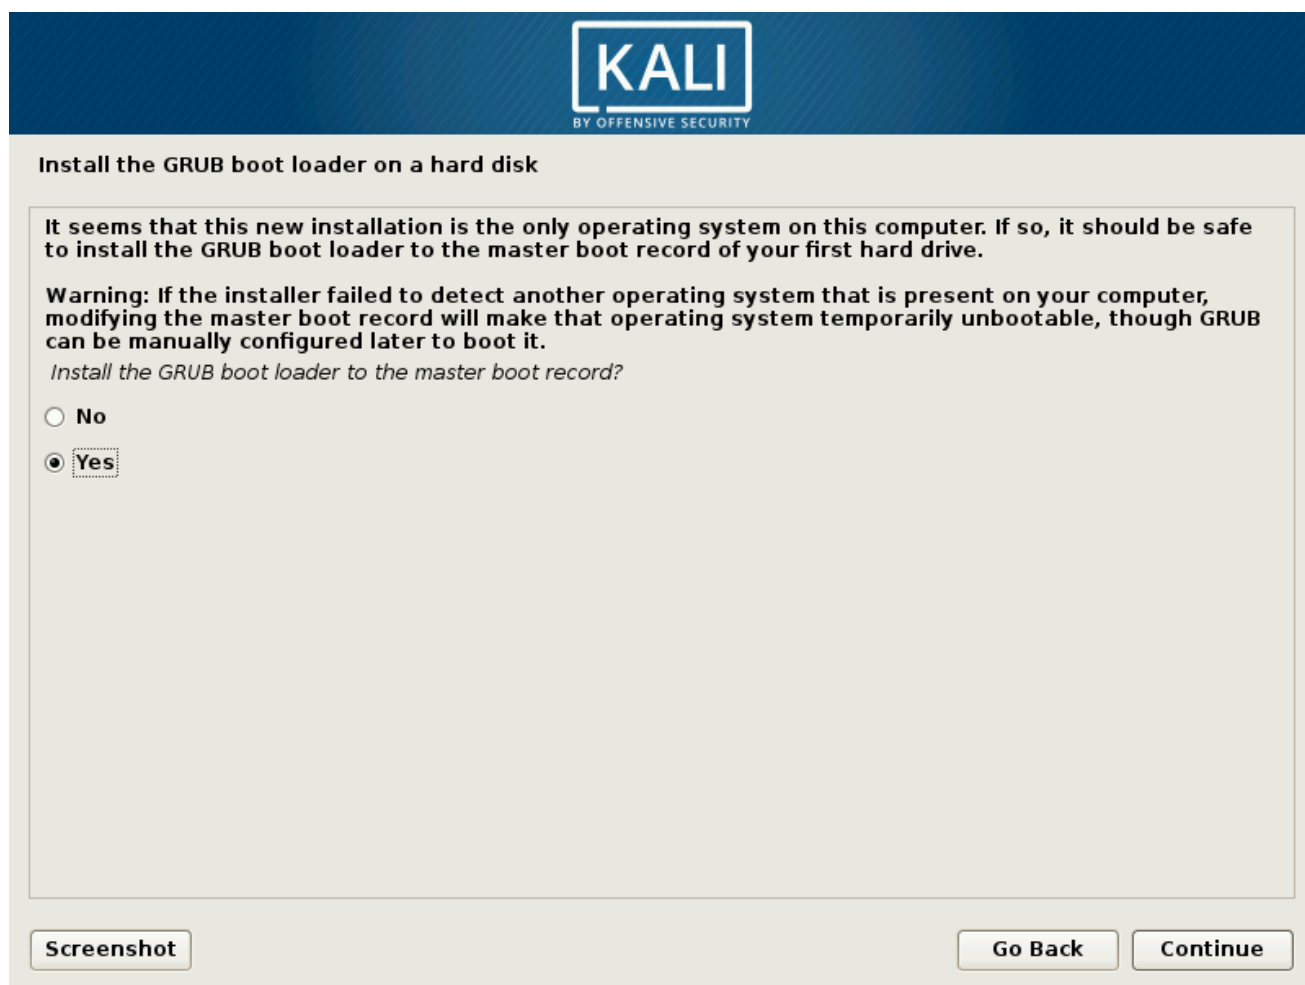 KALI
BY OFFENSIVE SECURITY
Install the GRUB boot loader on a hard disk
It seems that this new installation is the only operating system on this computer. If so, it should be safe
to install the GRUB boot loader to the master boot record of your first hard drive.
Warning: If the installer failed to detect another operating system that is present on your computer,
modifying the master boot record will make that operating system temporarily unbootable, though GRUB
can be manually configured later to boot it.
Install the GRUB boot loader to the master boot record?
No
Yes
Screenshot
Go Back
Continue